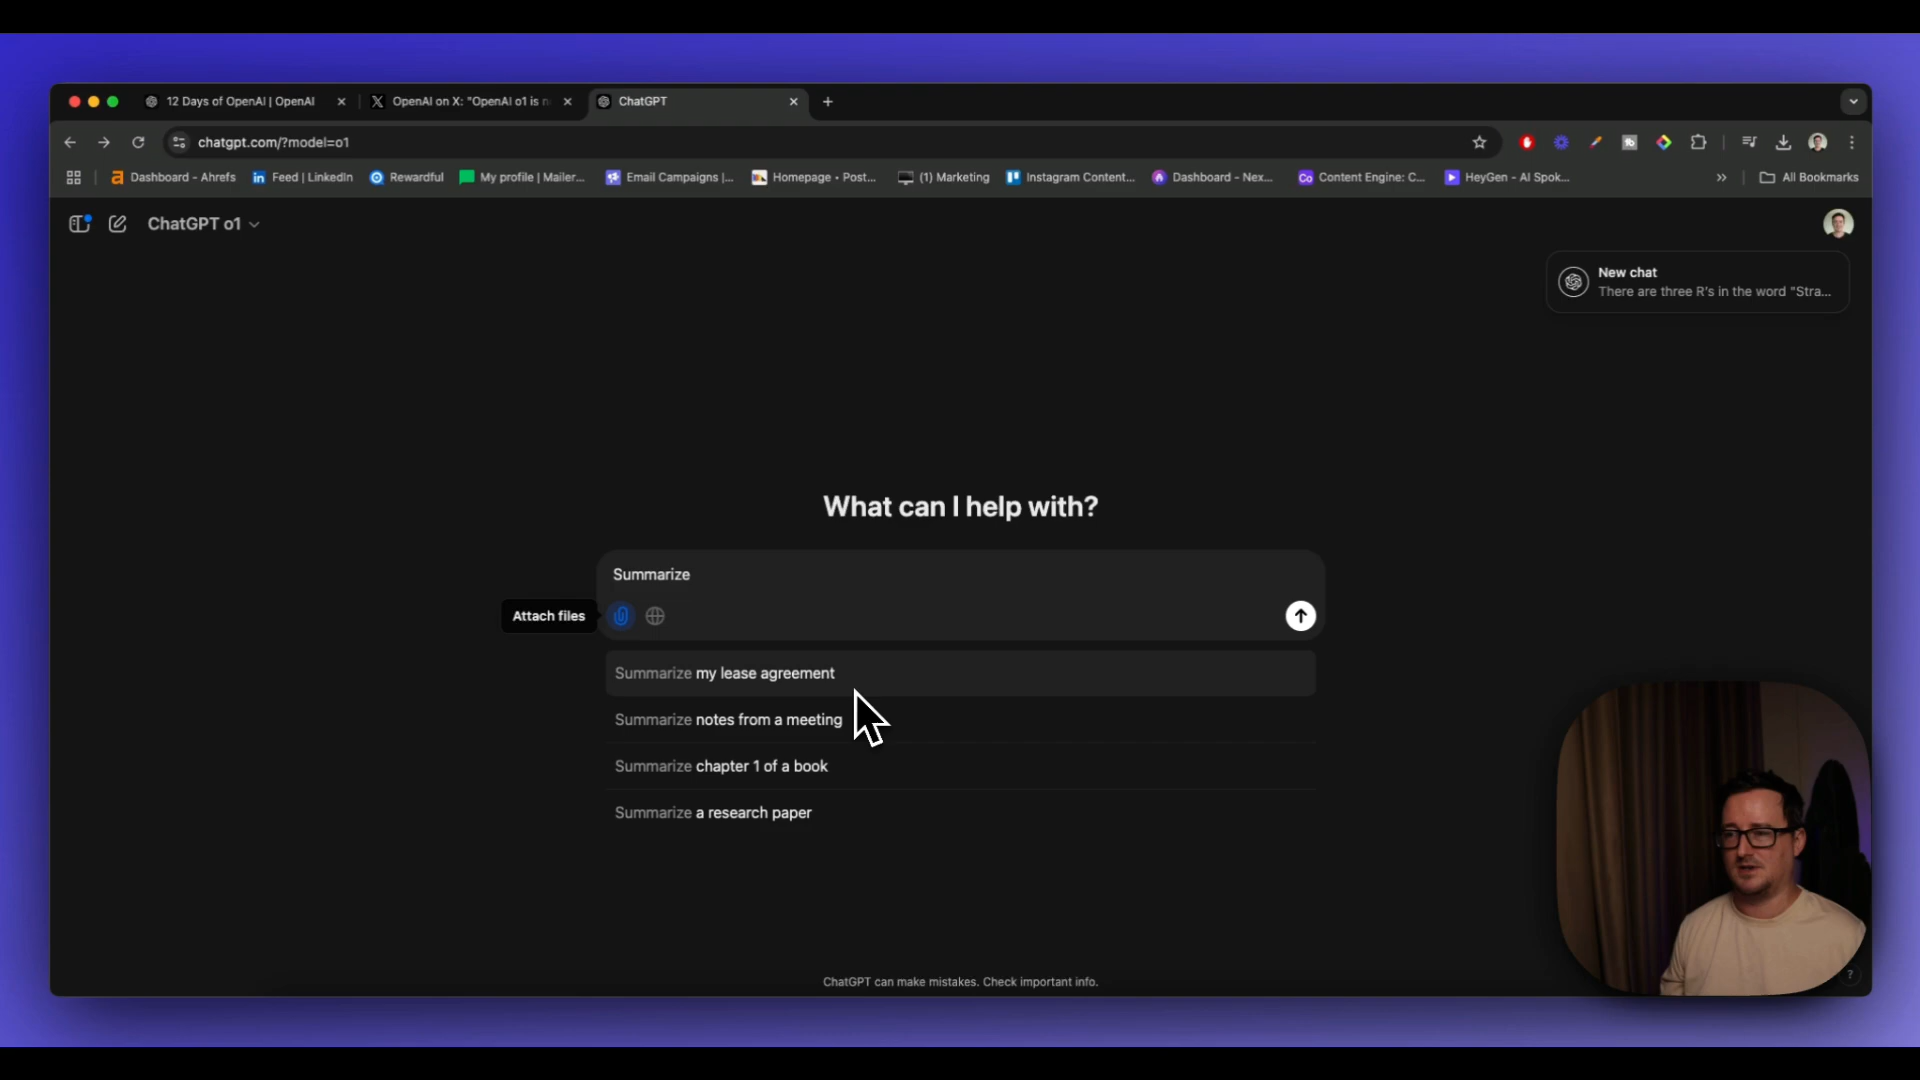 12 Days of OpenAI | OpenAI
OpenAI on X: "OpenAI o1 is n
ChatGPT
chatgpt.com/?model=o1
Dashboard - Ahrefs
Feed | LinkedIn
Rewardful
My profile | Mailer...
Email Campaigns |...
Homepage • Post...
(1) Marketing
Instagram Content...
Dashboard - Nex...
Content Engine: C...
HeyGen - AI Spok...
All Bookmarks
ChatGPT o1
New chat
There are three R's in the word "Stra...
What can I help with?
Summarize
Attach files
Summarize my lease agreement
Summarize notes from a meeting
Summarize chapter 1 of a book
Summarize a research paper
ChatGPT can make mistakes. Check important info.
?